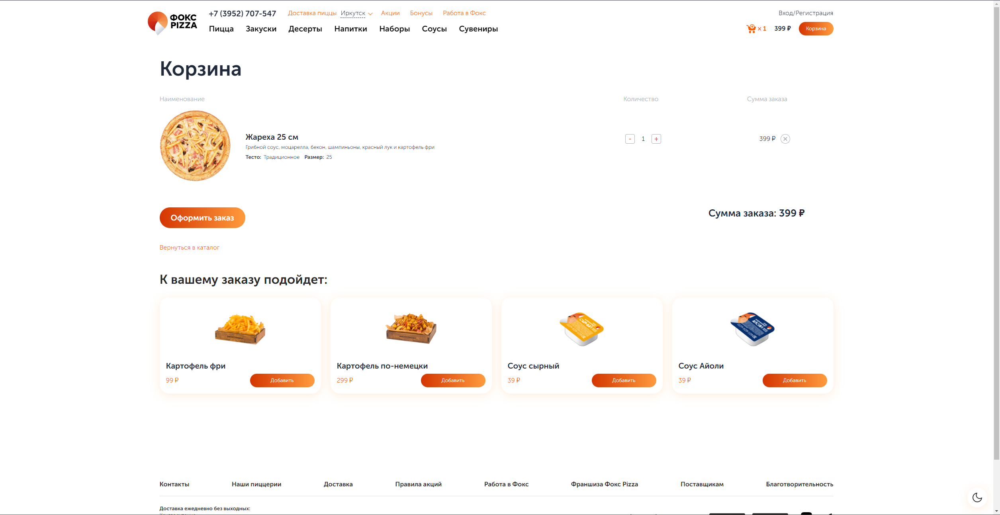 ФОКС
PIZZA
+7 (3952) 707-547
Доставка пиццы Иркутск Акции Бонусы Работа в Фокс
Вход/Регистрация
Пицца Закуски Десерты Напитки Наборы Соусы Сувениры
x 1 399 ₽ Корзина
Корзина
Наименование Количество Сумма заказа
Жареха 25 см
Грибной соус, моцарелла, бекон, шампиньоны, красный лук и картофель фри
Тесто: Традиционное Размер: 25
- 1 + 399 ₽
Оформить заказ
Сумма заказа: 399 ₽
Вернуться в каталог
К вашему заказу подойдет:
СЫРНЫЙ
АЙОЛИ
Картофель фри
99 ₽ Добавить
Картофель по-немецки
299 ₽ Добавить
Соус сырный
39 ₽ Добавить
Соус Айоли
39 ₽ Добавить
Контакты Наши пиццерии Доставка Правила акций Работа в Фокс Франшиза Фокс Pizza Поставщикам Благотворительность
Доставка ежедневно без выходных: